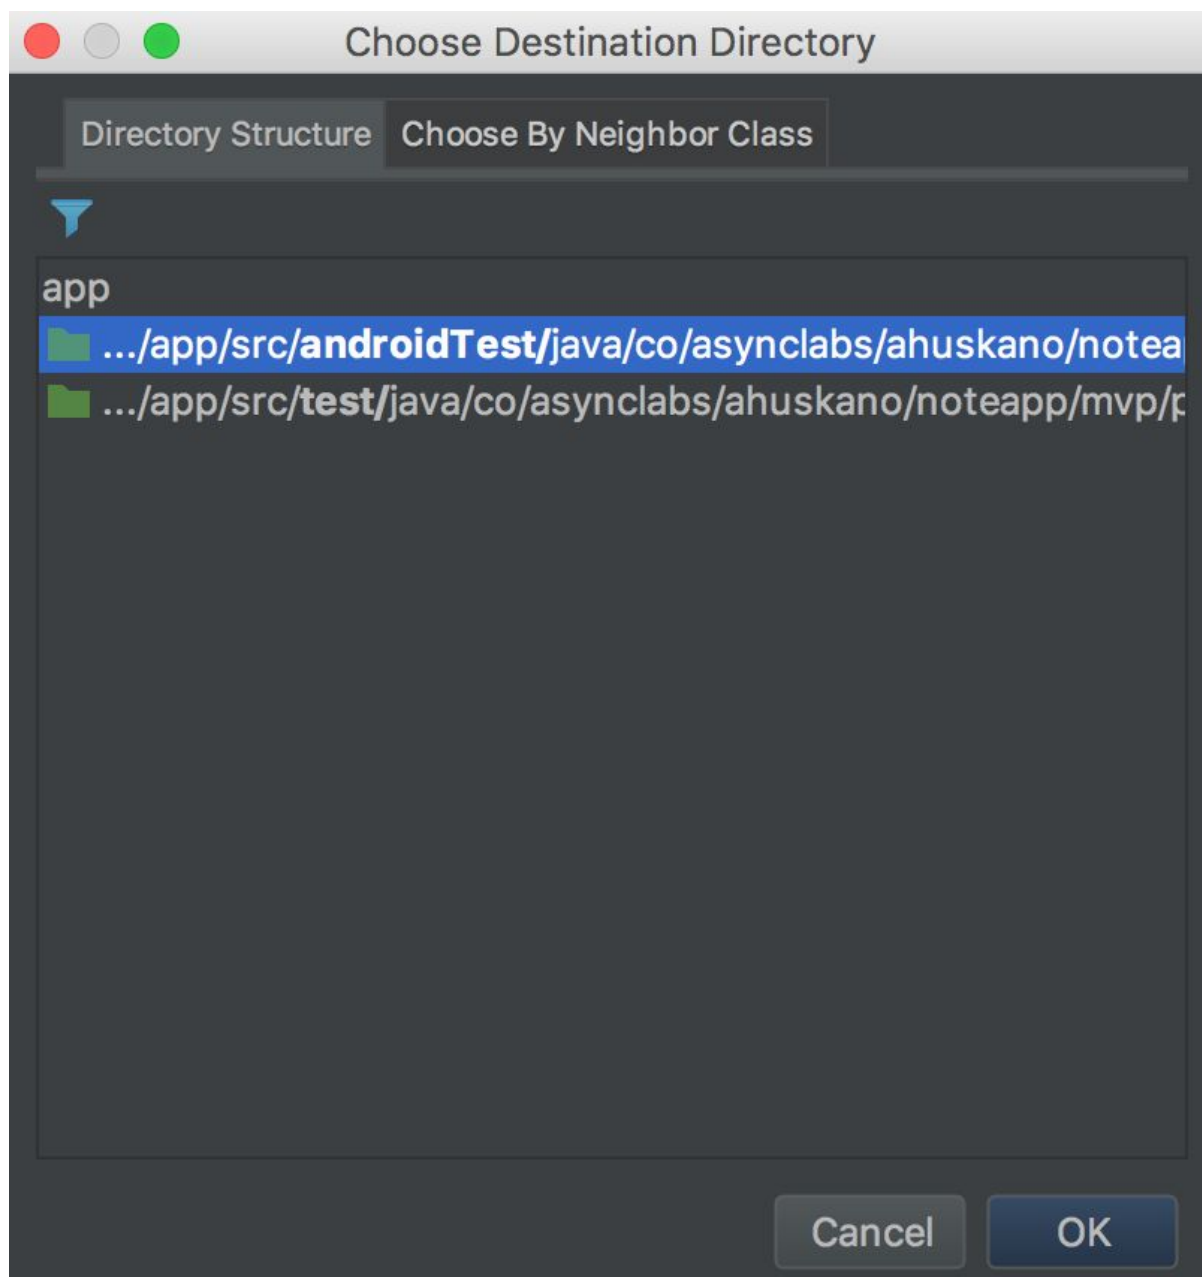 Choose Destination Directory
Directory Structure Choose By Neighbor Class
app
.../app/src/androidTest/java/co/asynclabs/ahuskano/notea
.../app/src/test/java/co/asynclabs/ahuskano/noteapp/mvp/p
Cancel OK